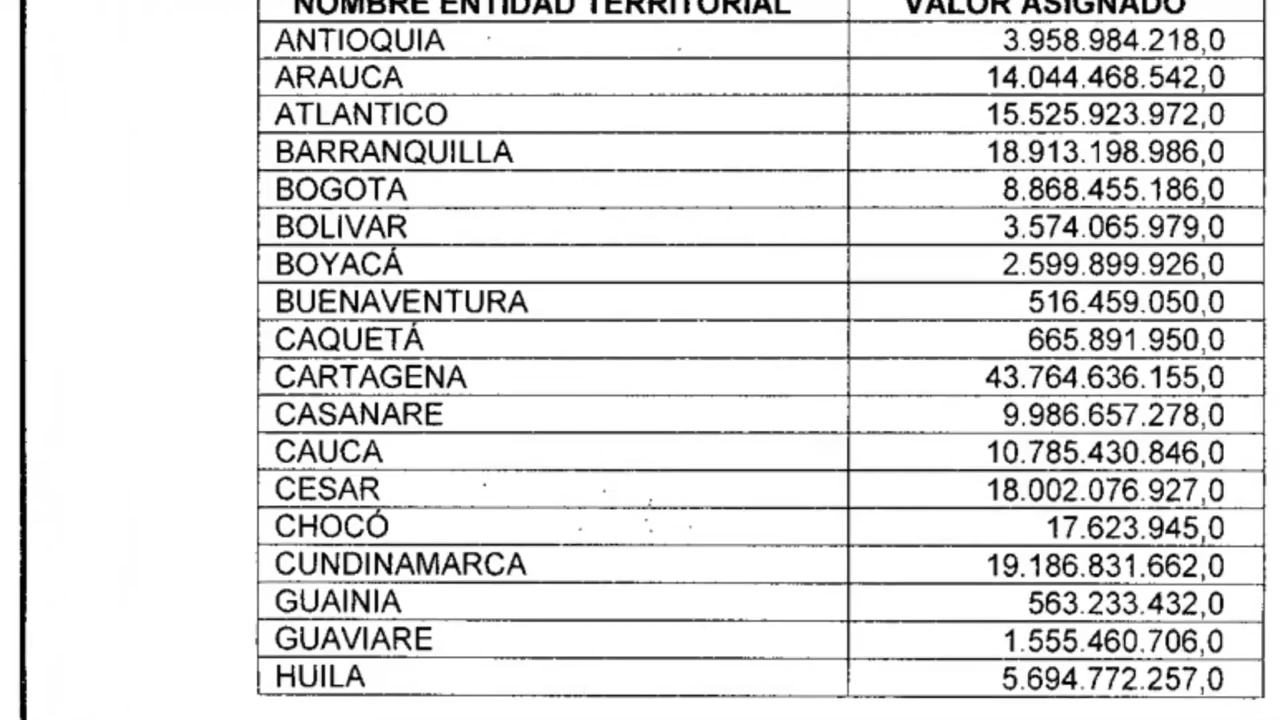 NOMBRE ENTIDAD TERRITORIAL VALOR ASIGNADO
ANTIOQUIA 3.958.984.218,0
ARAUCA 14.044.468.542,0
ATLANTICO 15.525.923.972,0
BARRANQUILLA 18.913.198.986,0
BOGOTA 8.868.455.186,0
BOLIVAR 3.574.065.979,0
BOYACÁ 2.599.899.926,0
BUENAVENTURA 516.459.050,0
CAQUETÁ 665.891.950,0
CARTAGENA 43.764.636.155,0
CASANARE 9.986.657.278,0
CAUCA 10.785.430.846,0
CESAR 18.002.076.927,0
CHOCÓ 17.623.945,0
CUNDINAMARCA 19.186.831.662,0
GUAINIA 563.233.432,0
GUAVIARE 1.555.460.706,0
HUILA 5.694.772.257,0